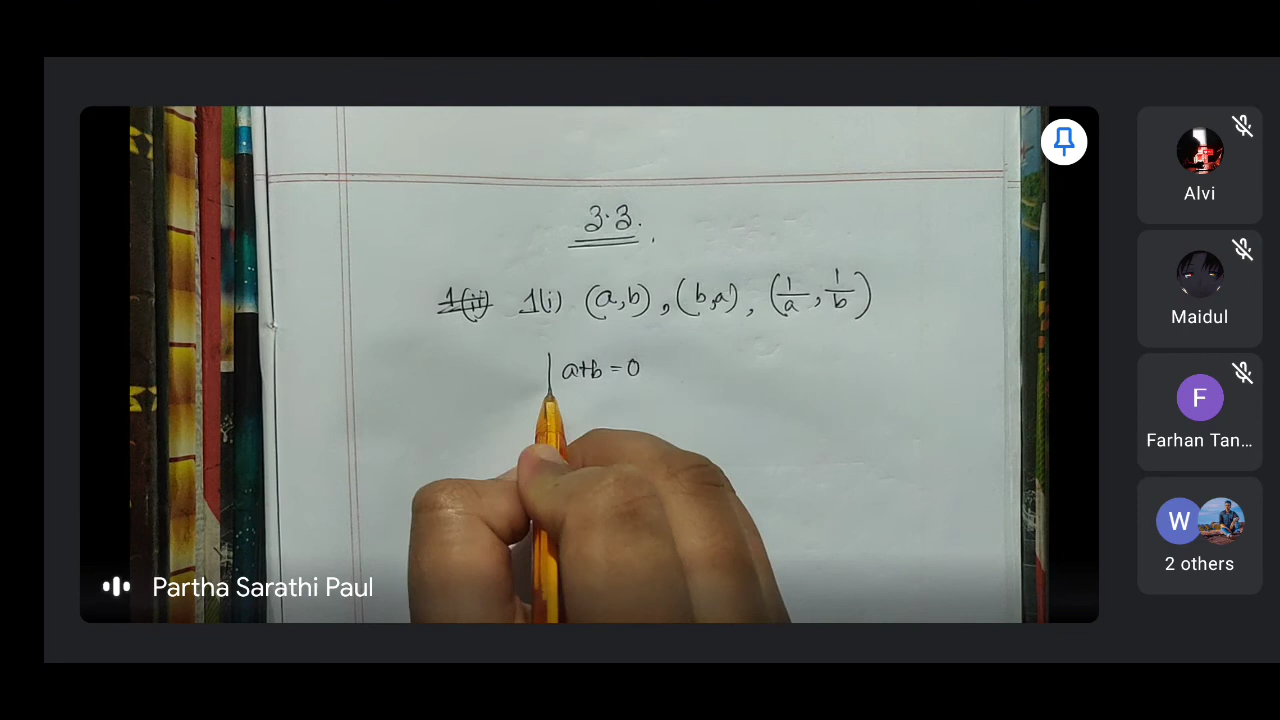 3.3.
1(ii) 1(i) (a,b), (b,a), (1/a, 1/b)
a+b = 0
Partha Sarathi Paul
Alvi
Maidul
F
Farhan Tan...
W
2 others